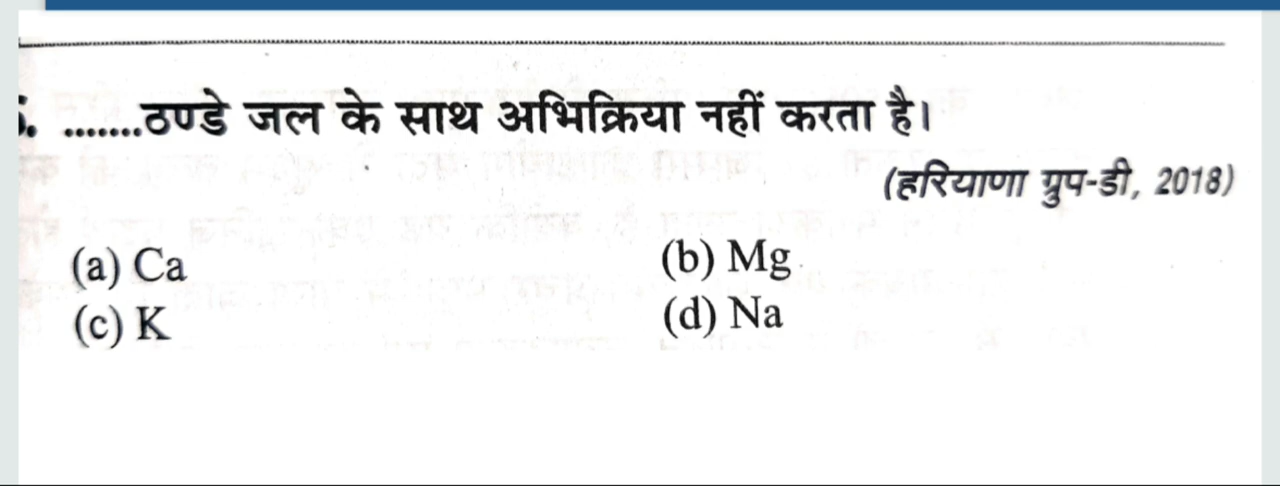 . ........ठण्डे जल के साथ अभिक्रिया नहीं करता है।
(हरियाणा ग्रुप-डी, 2018)
(a) Ca (b) Mg
(c) K (d) Na